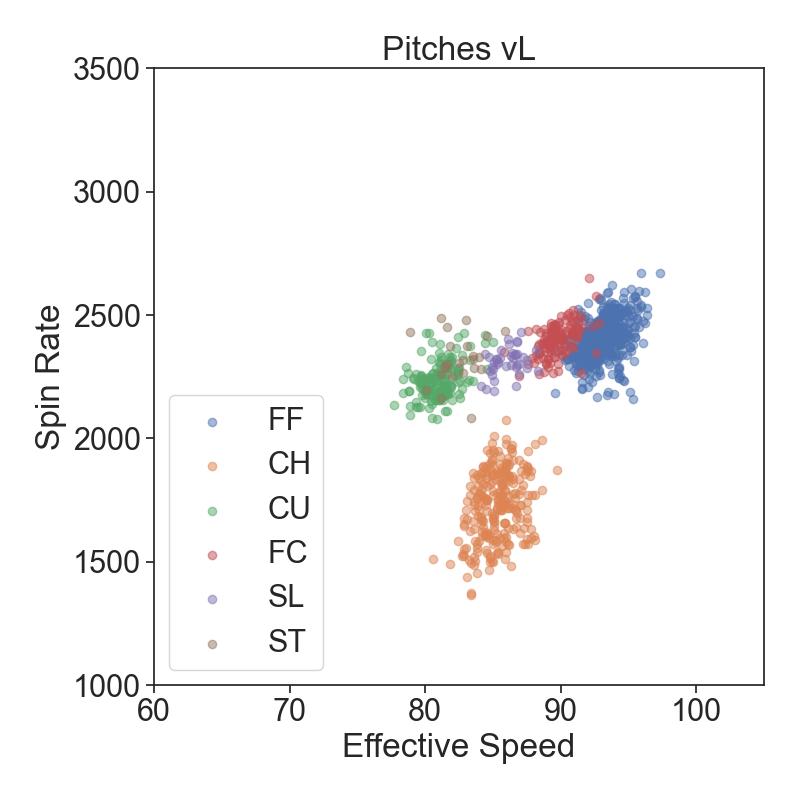 Pitches vL
3500
3000
2500
2000
1500
1000
Spin Rate
FF
CH
CU
FC
SL
ST
60 70 80 90 100
Effective Speed